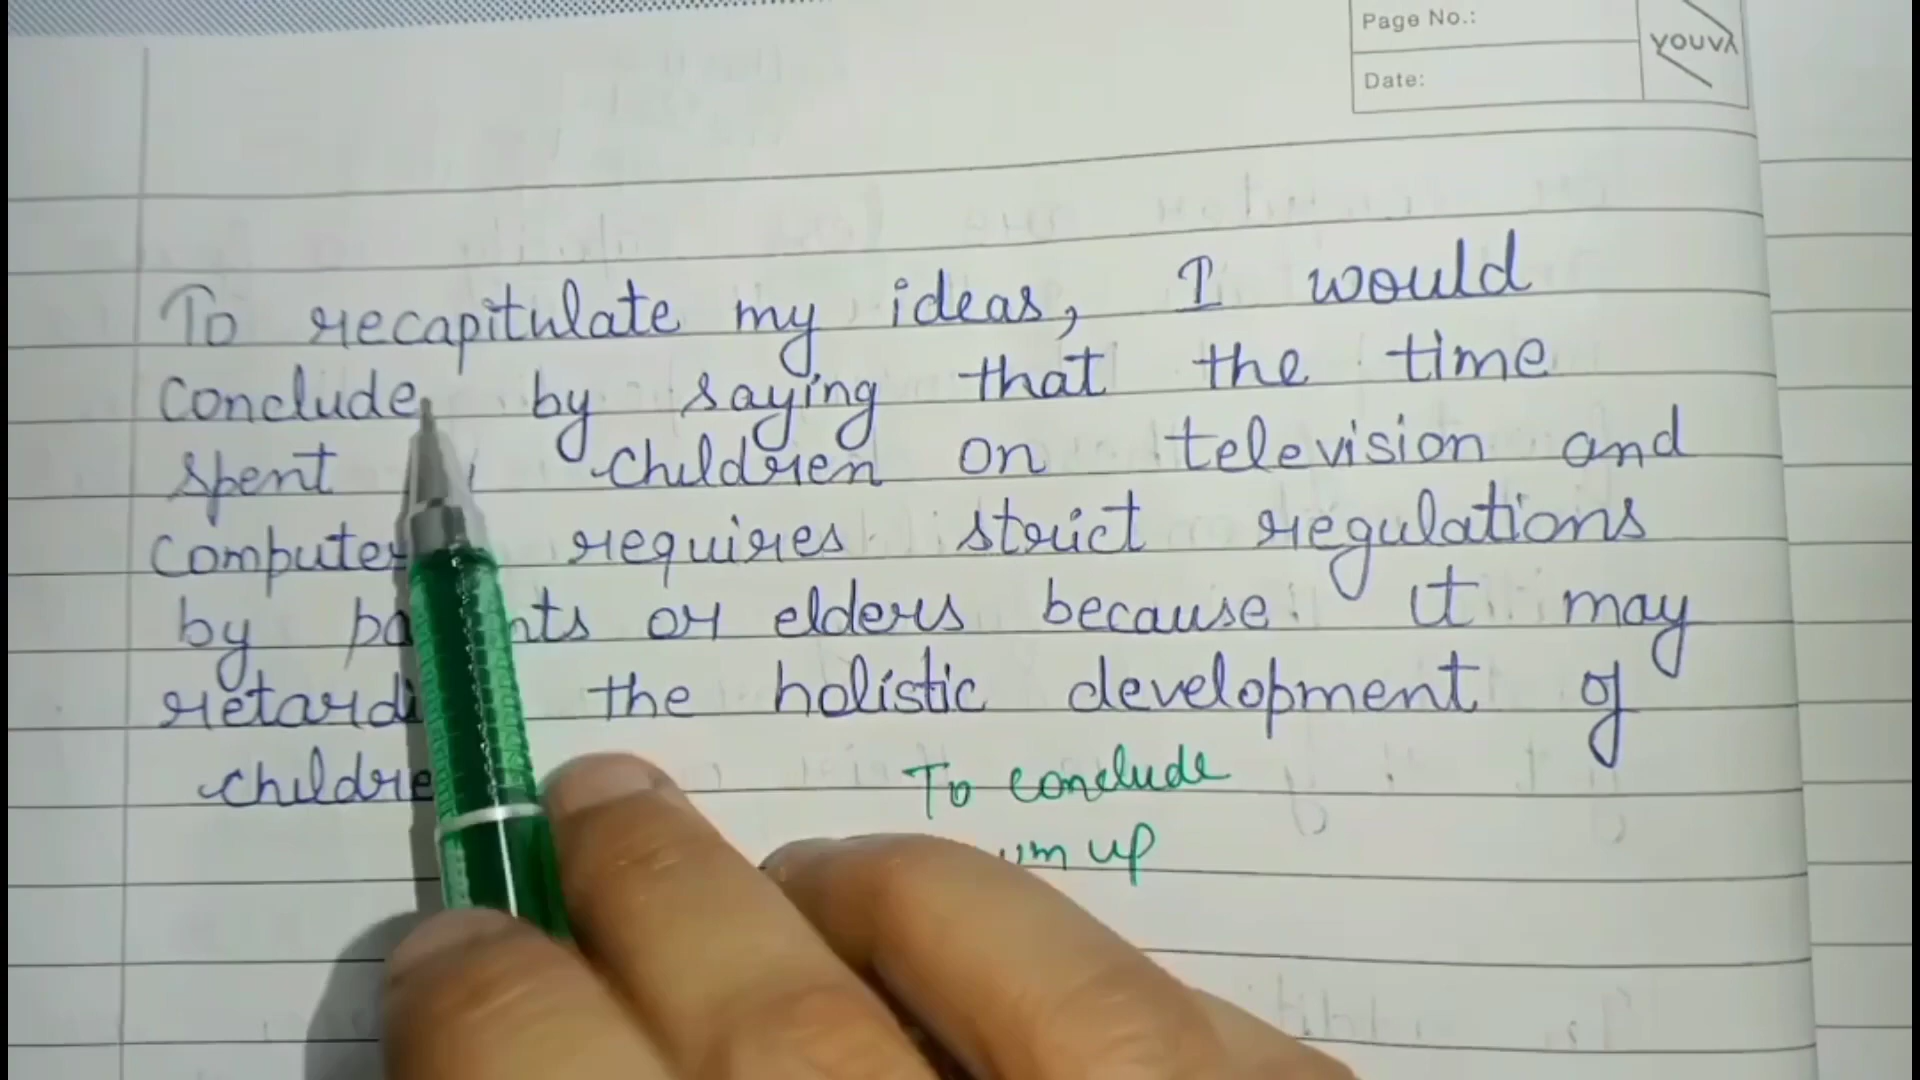 Page No.:
Date:
youva
To recapitulate my ideas, I would
conclude by saying that the time
spent children on television and
computer requires strict regulations
by or elders because it may
the holistic development of
To conclude
up